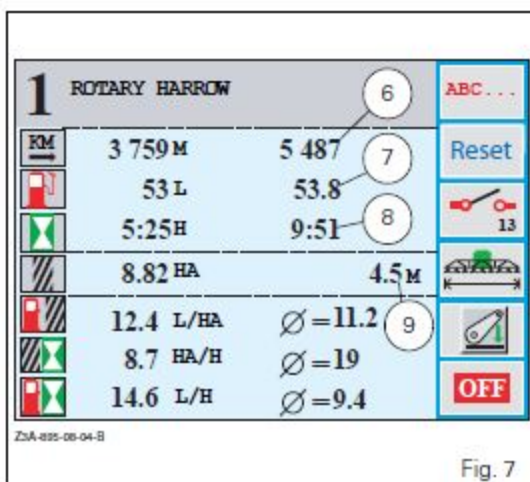 1 ROTARY HARROW 6 ABC...
KM 3 759 M 5 487 7 Reset
53 L 53.8
5:25 H 9:51 8 13
8.82 HA 4.5 M
12.4 L/HA Ø=11.2 9
8.7 HA/H Ø=19
14.6 L/H Ø=9.4 OFF
Z3A-895-08-04-B
Fig. 7